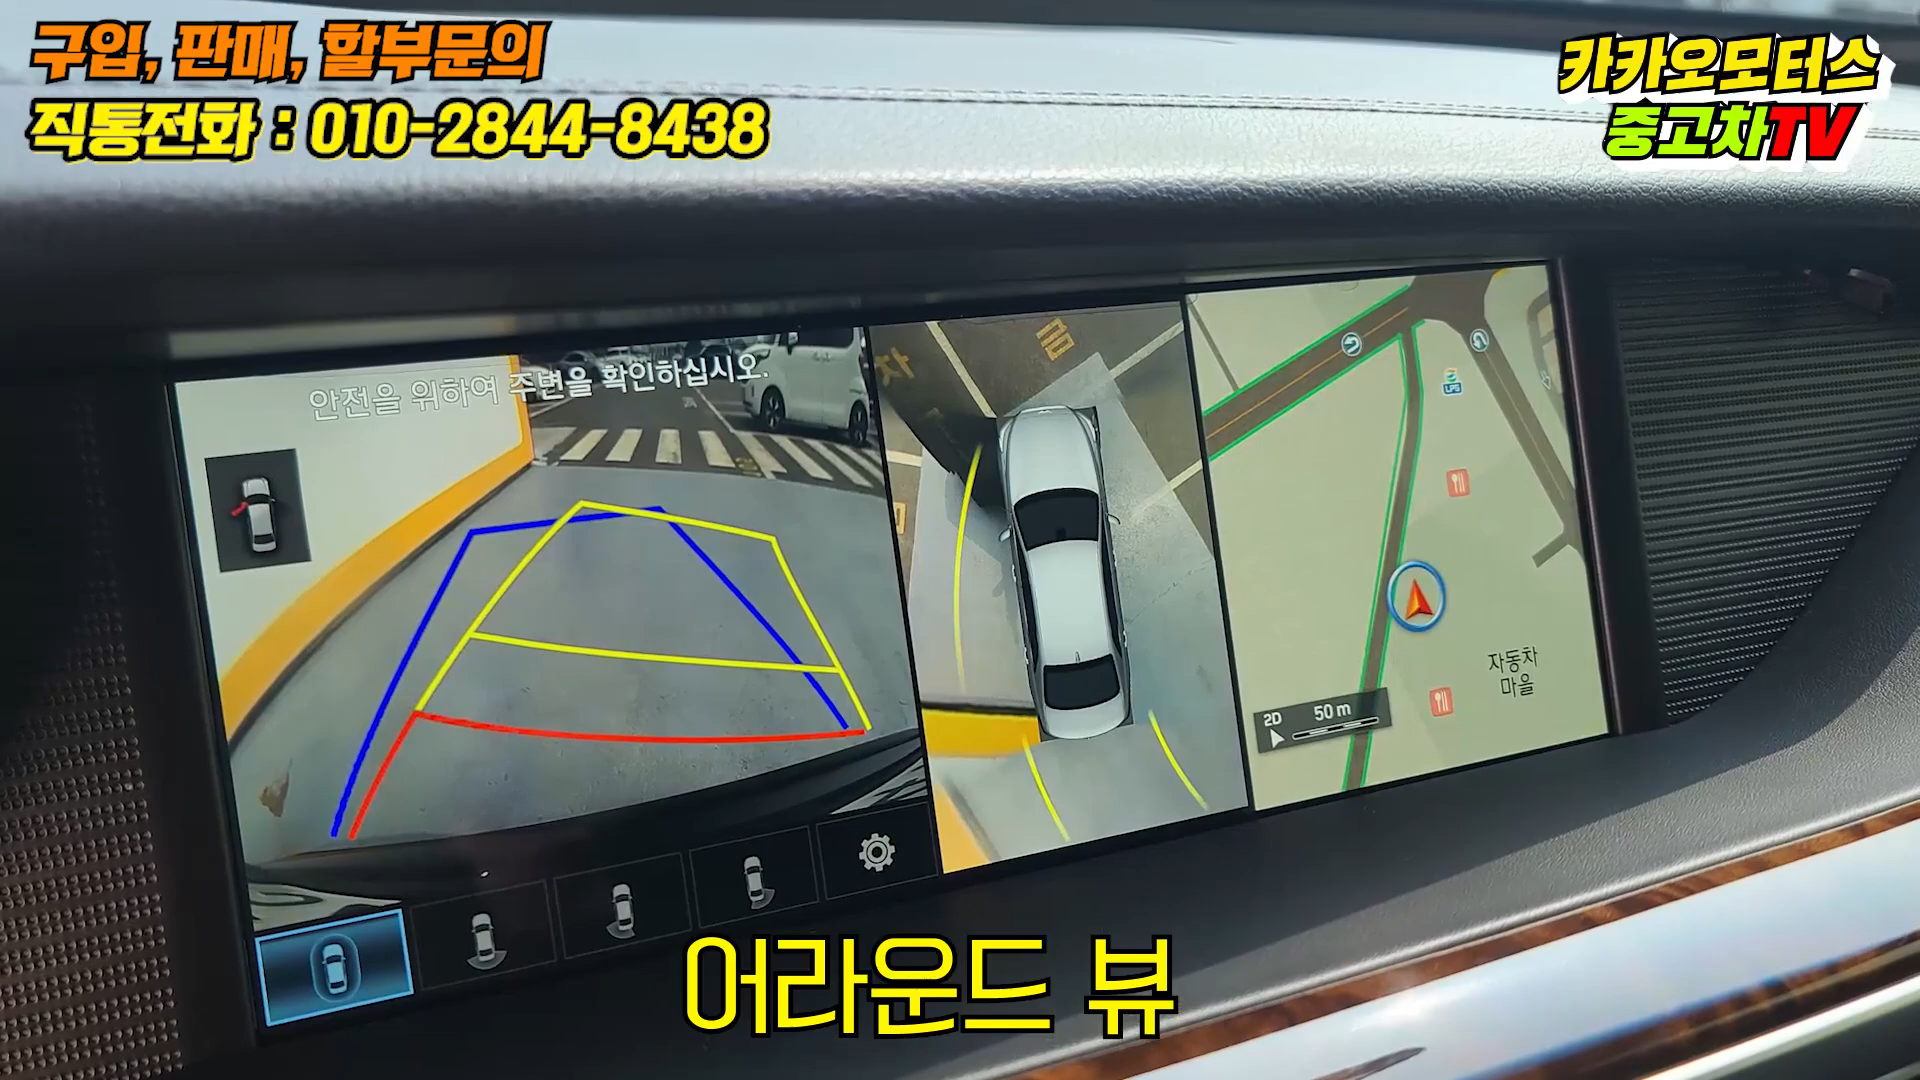 구입, 판매, 할부문의
직통전화 : 010-2844-8438
카카오모터스
중고차TV
안전을 위하여 주변을 확인하십시오.
LPG
자동차
마을
2D 50 m
어라운드 뷰